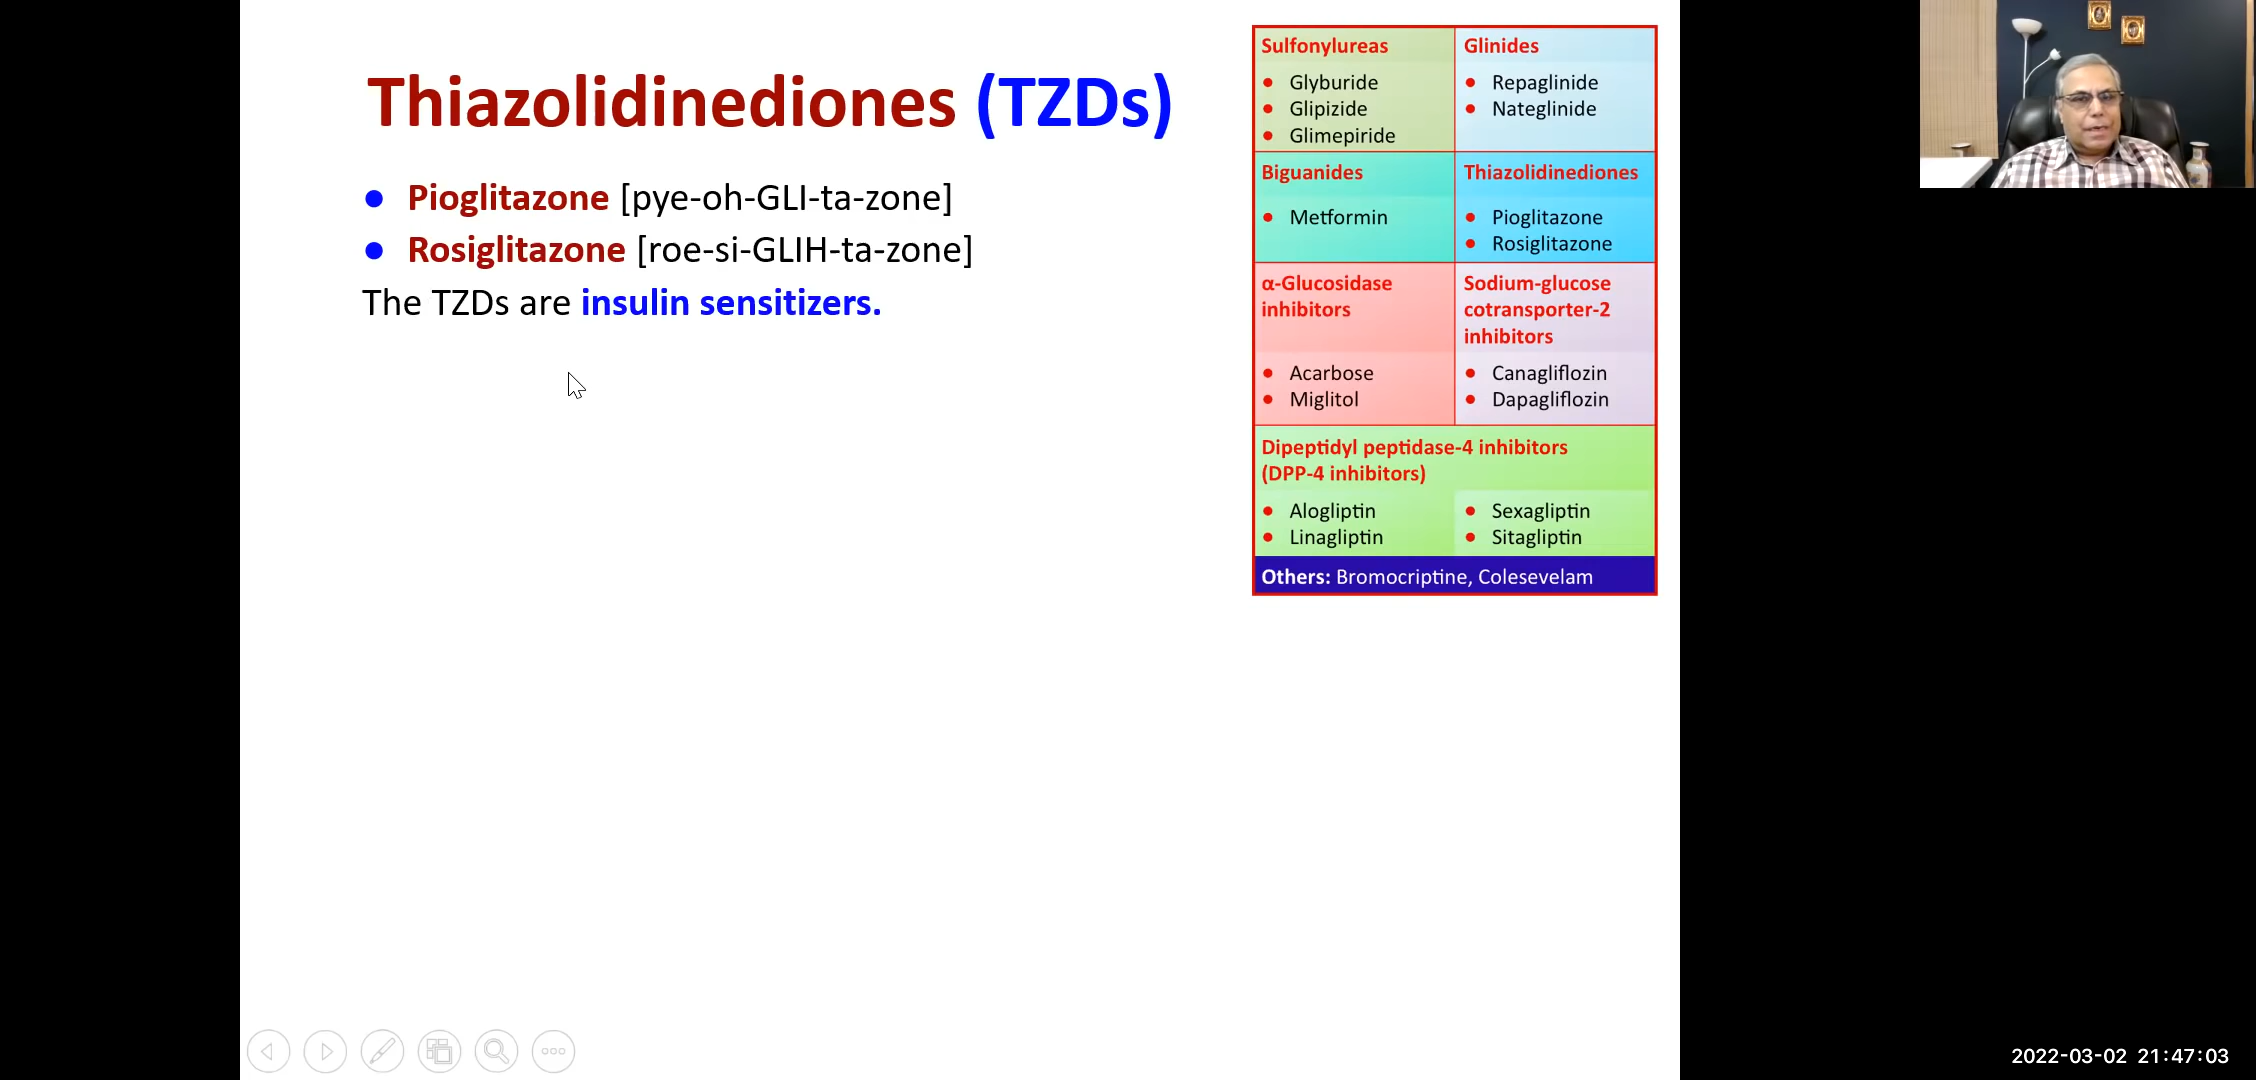 Thiazolidinediones (TZDs)
● Pioglitazone [pye-oh-GLI-ta-zone]
● Rosiglitazone [roe-si-GLIH-ta-zone]
The TZDs are insulin sensitizers.
Sulfonylureas
● Glyburide
● Glipizide
● Glimepiride
Glinides
● Repaglinide
● Nateglinide
Biguanides
● Metformin
Thiazolidinediones
● Pioglitazone
● Rosiglitazone
α-Glucosidase
inhibitors
● Acarbose
● Miglitol
Sodium-glucose
cotransporter-2
inhibitors
● Canagliflozin
● Dapagliflozin
Dipeptidyl peptidase-4 inhibitors
(DPP-4 inhibitors)
● Alogliptin
● Linagliptin
● Sexagliptin
● Sitagliptin
Others: Bromocriptine, Colesevelam
2022-03-02 21:47:03